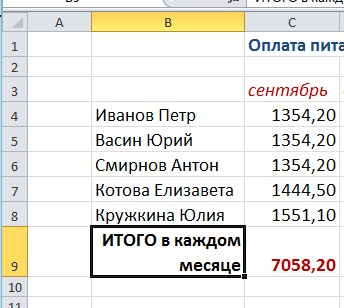 A B C
1 Оплата пита
2
3 сентябрь
4 Иванов Петр 1354,20
5 Васин Юрий 1354,20
6 Смирнов Антон 1354,20
7 Котова Елизавета 1444,50
8 Кружкина Юлия 1551,10
ИТОГО в каждом
9 месяце 7058,20
10
11